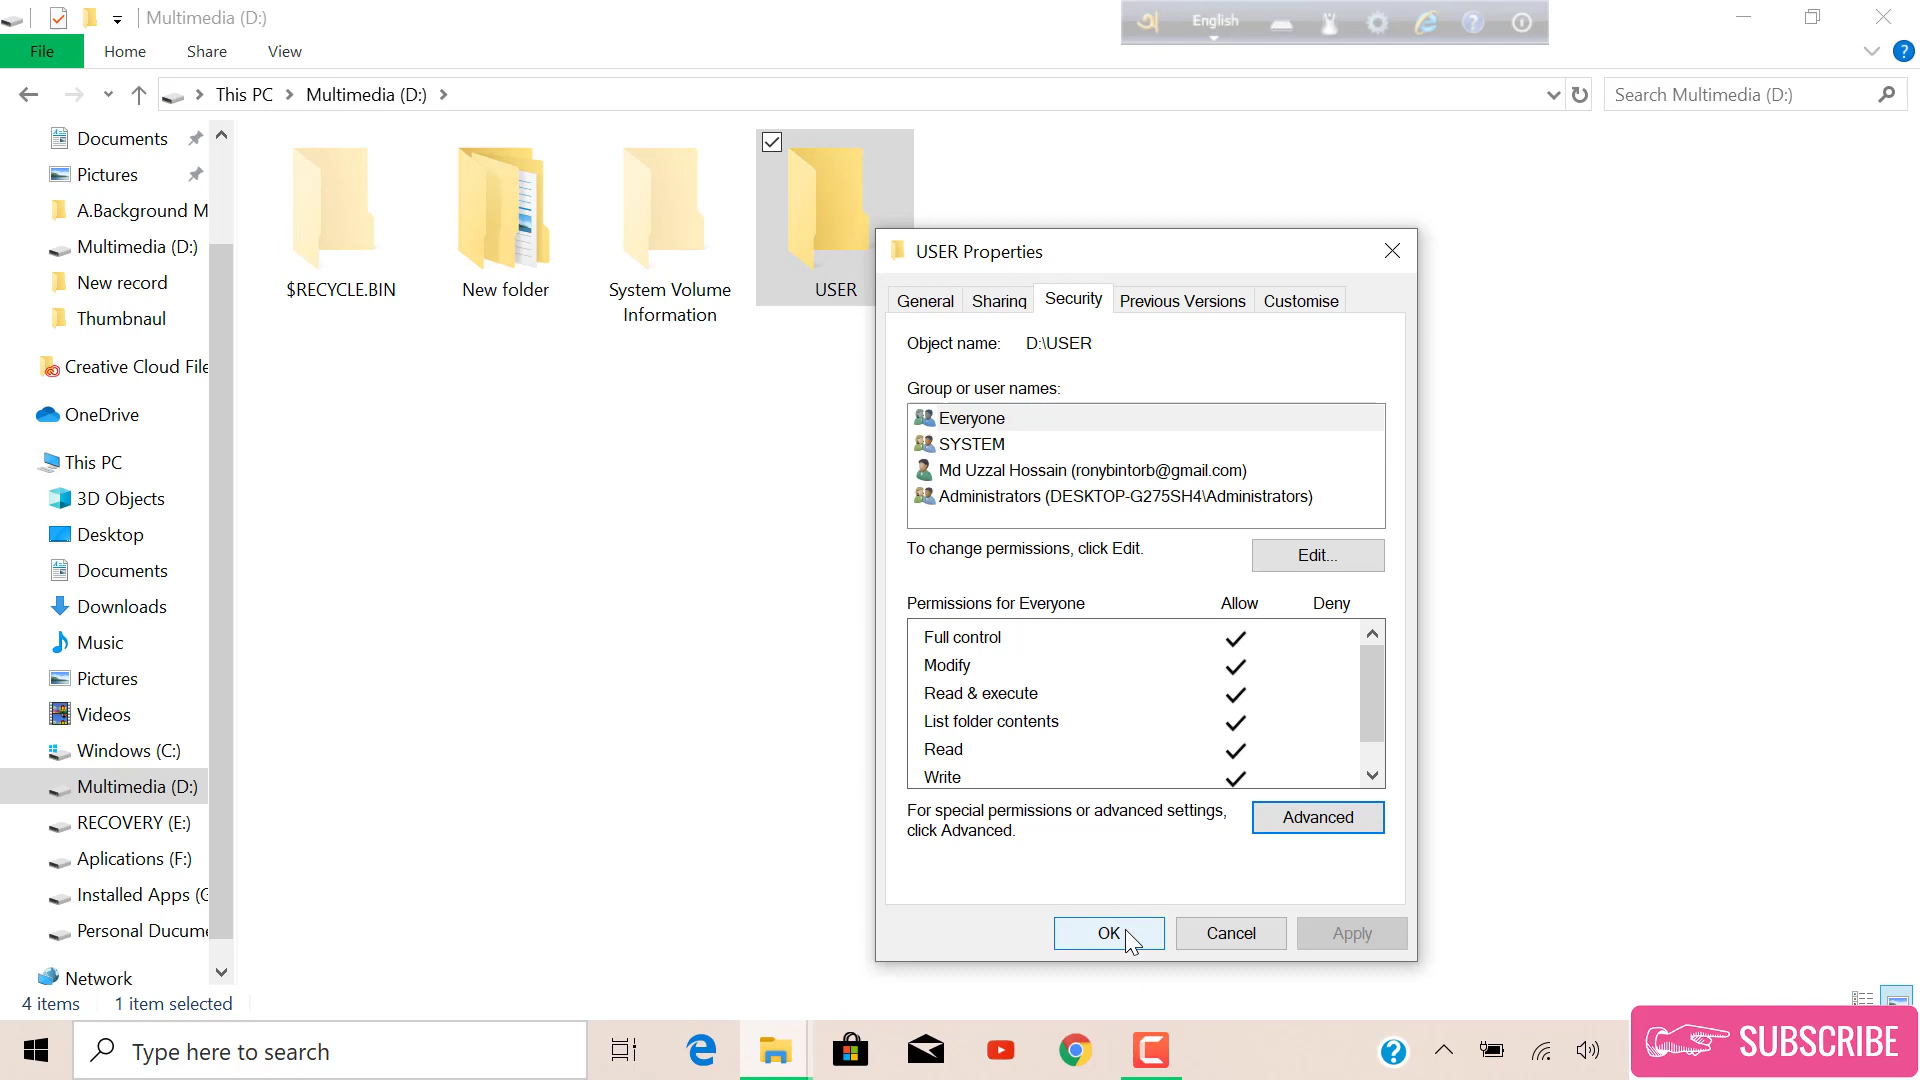 Multimedia (D:)
English
File Home Share View
This PC Multimedia (D:)
Search Multimedia (D:)
Documents
Pictures
A.Background M
Multimedia (D:)
New record
Thumbnaul
Creative Cloud File
OneDrive
This PC
3D Objects
Desktop
Documents
Downloads
Music
Pictures
Videos
Windows (C:)
Multimedia (D:)
RECOVERY (E:)
Aplications (F:)
Installed Apps (G
Personal Ducume
Network
$RECYCLE.BIN
New folder
System Volume
Information
USER
USER Properties
General Sharing Security Previous Versions Customise
Object name: D:\USER
Group or user names:
Everyone
SYSTEM
Md Uzzal Hossain (ronybintorb@gmail.com)
Administrators (DESKTOP-G275SH4\Administrators)
To change permissions, click Edit.
Edit...
Permissions for Everyone Allow Deny
Full control
Modify
Read & execute
List folder contents
Read
Write
For special permissions or advanced settings,
click Advanced.
Advanced
OK Cancel Apply
4 items 1 item selected
Type here to search
SUBSCRIBE